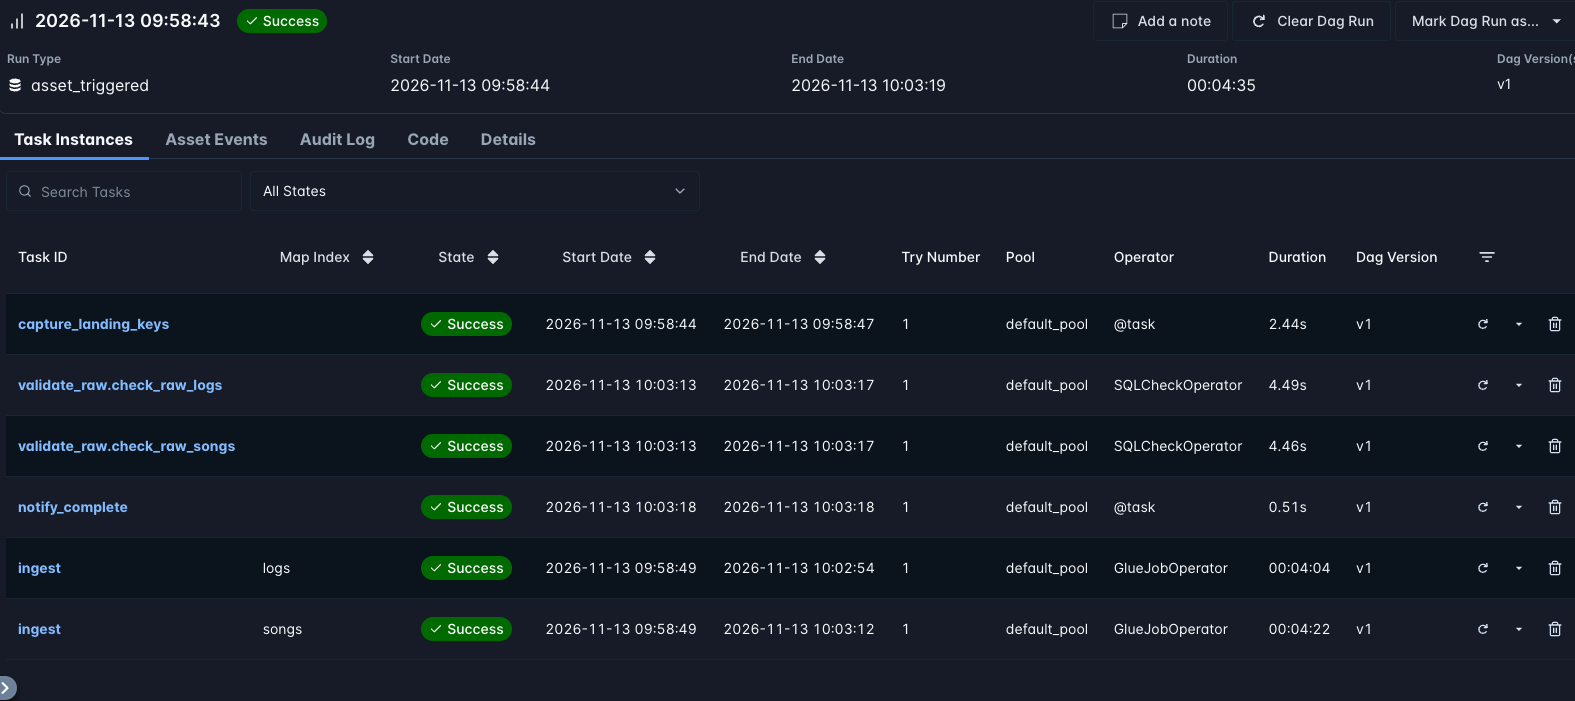 2026-11-13 09:58:43 Success Add a note Clear Dag Run Mark Dag Run as...
Run Type Start Date End Date Duration Dag Version(s
asset_triggered 2026-11-13 09:58:44 2026-11-13 10:03:19 00:04:35 v1
Task Instances Asset Events Audit Log Code Details
Search Tasks All States
Task ID Map Index State Start Date End Date Try Number Pool Operator Duration Dag Version
capture_landing_keys Success 2026-11-13 09:58:44 2026-11-13 09:58:47 1 default_pool @task 2.44s v1
validate_raw.check_raw_logs Success 2026-11-13 10:03:13 2026-11-13 10:03:17 1 default_pool SQLCheckOperator 4.49s v1
validate_raw.check_raw_songs Success 2026-11-13 10:03:13 2026-11-13 10:03:17 1 default_pool SQLCheckOperator 4.46s v1
notify_complete Success 2026-11-13 10:03:18 2026-11-13 10:03:18 1 default_pool @task 0.51s v1
ingest logs Success 2026-11-13 09:58:49 2026-11-13 10:02:54 1 default_pool GlueJobOperator 00:04:04 v1
ingest songs Success 2026-11-13 09:58:49 2026-11-13 10:03:12 1 default_pool GlueJobOperator 00:04:22 v1